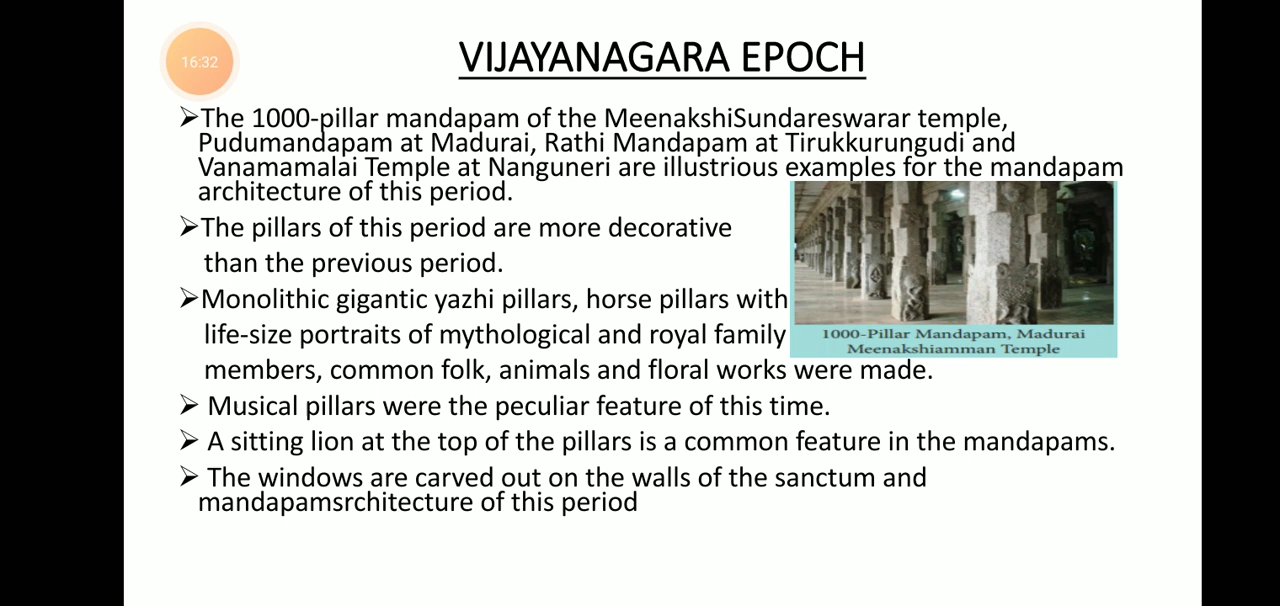 16:32
VIJAYANAGARA EPOCH
➢The 1000-pillar mandapam of the MeenakshiSundareswarar temple,
Pudumandapam at Madurai, Rathi Mandapam at Tirukkurungudi and
Vanamamalai Temple at Nanguneri are illustrious examples for the mandapam
architecture of this period.
➢The pillars of this period are more decorative
than the previous period.
➢Monolithic gigantic yazhi pillars, horse pillars with
life-size portraits of mythological and royal family
members, common folk, animals and floral works were made.
➢ Musical pillars were the peculiar feature of this time.
➢ A sitting lion at the top of the pillars is a common feature in the mandapams.
➢ The windows are carved out on the walls of the sanctum and
mandapamsrchitecture of this period
1000-Pillar Mandapam, Madurai
Meenakshiamman Temple